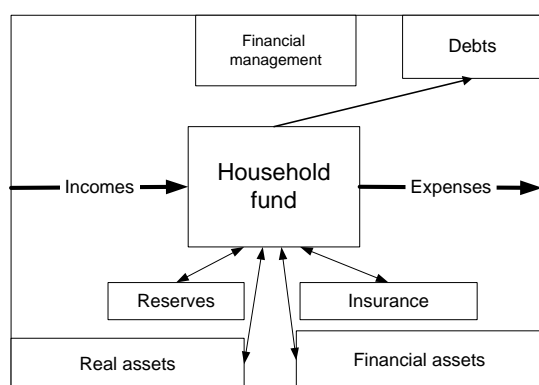 Financial
management
Debts
Incomes
Household
fund
Expenses
Reserves
Insurance
Real assets
Financial assets